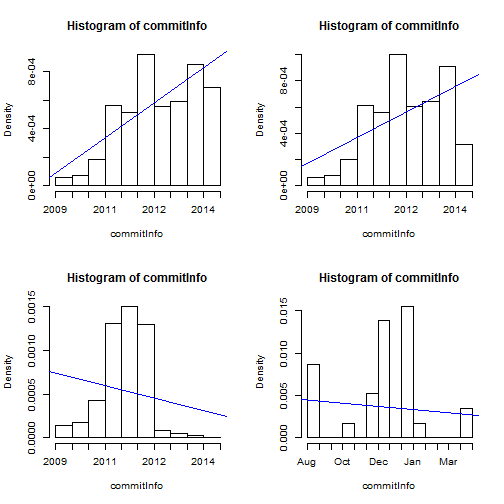 Histogram of commitInfo
Density
0e+00 4e-04 8e-04
2009 2011 2012 2014
commitInfo
Histogram of commitInfo
Density
0e+00 4e-04 8e-04
2009 2011 2012 2014
commitInfo
Histogram of commitInfo
Density
0.0000 0.0005 0.0010 0.0015
2009 2011 2012 2014
commitInfo
Histogram of commitInfo
Density
0.000 0.005 0.010 0.015
Aug Oct Dec Jan Mar
commitInfo